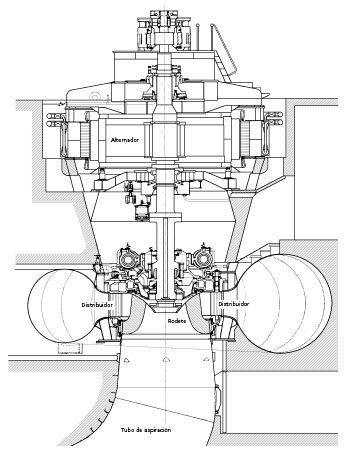 Alternador
Distribuidor
Distribuidor
Rodete
Tubo de aspiración